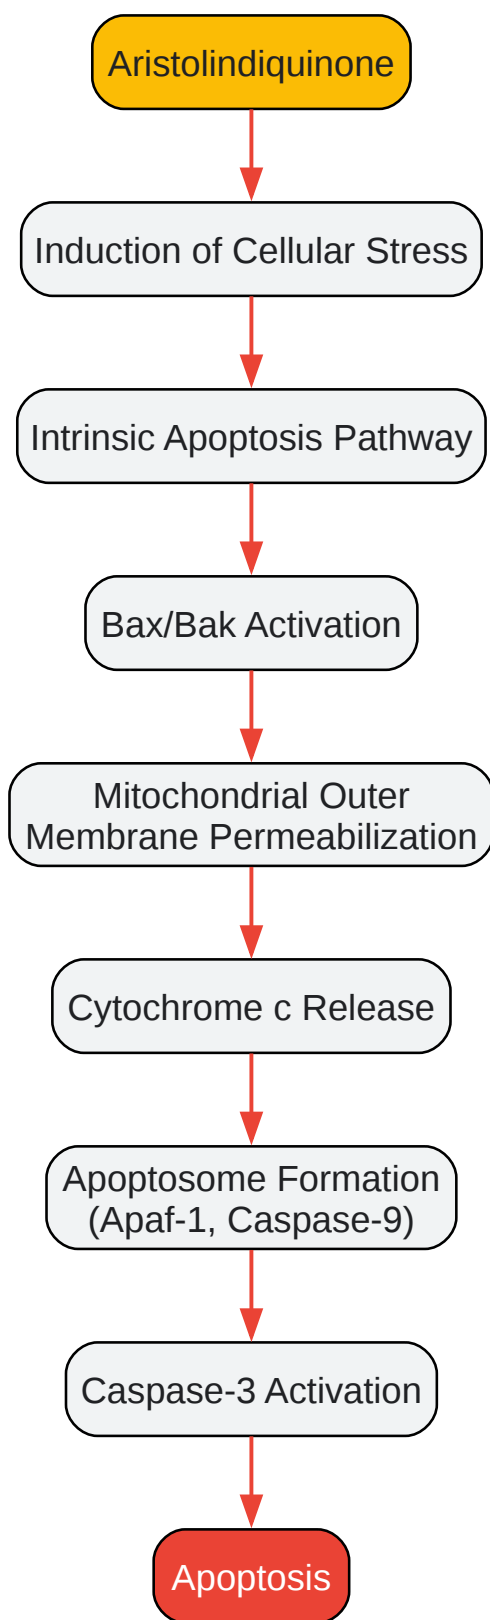 Aristolindiquinone
Induction of Cellular Stress
Intrinsic Apoptosis Pathway
Bax/Bak Activation
Mitochondrial Outer
Membrane Permeabilization
Cytochrome c Release
Apoptosome Formation
(Apaf-1, Caspase-9)
Caspase-3 Activation
Apoptosis